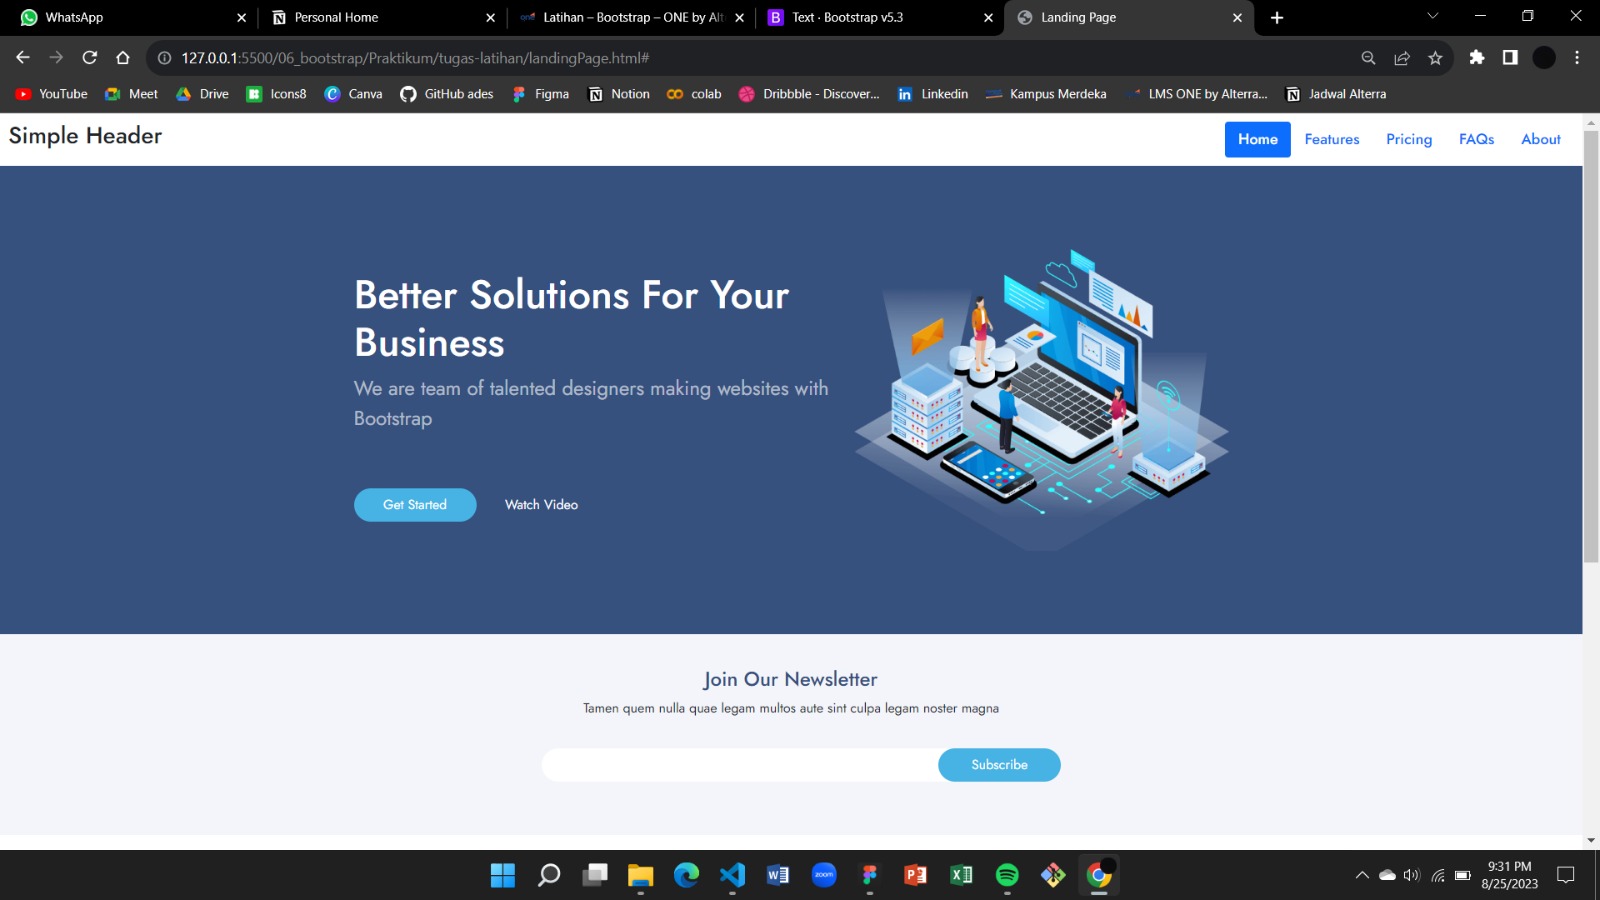 WhatsApp
Personal Home
Latihan – Bootstrap – ONE by Alt
Text · Bootstrap v5.3
Landing Page
127.0.0.1:5500/06_bootstrap/Praktikum/tugas-latihan/landingPage.html#
YouTube Meet Drive Icons8 Canva GitHub ades Figma Notion colab Dribbble - Discover... Linkedin Kampus Merdeka LMS ONE by Alterra... Jadwal Alterra
Simple Header
Home Features Pricing FAQs About
Better Solutions For Your
Business
We are team of talented designers making websites with
Bootstrap
Get Started Watch Video
Join Our Newsletter
Tamen quem nulla quae legam multos aute sint culpa legam noster magna
Subscribe
zoom
9:31 PM
8/25/2023